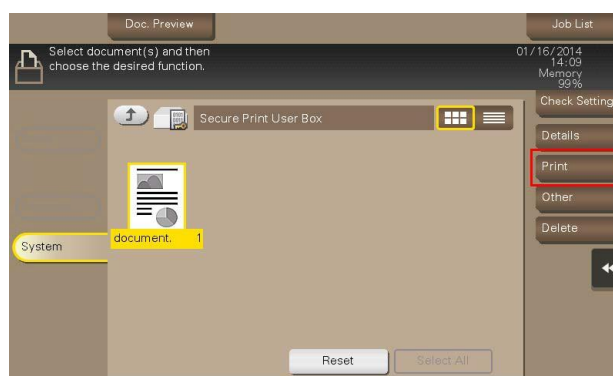 Doc. Preview
Job List
Select document(s) and then
choose the desired function.
01/16/2014
14:09
Memory
99%
Check Setting
Secure Print User Box
Details
Print
Other
Delete
document. 1
System
Reset
Select All